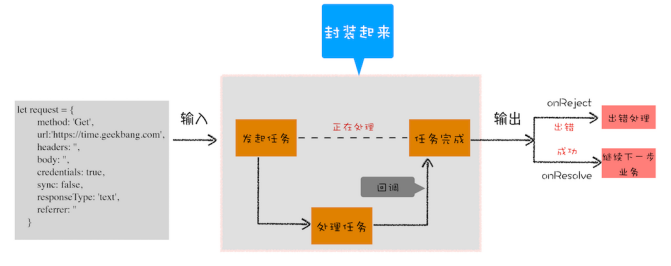 封装起来
let request = {
method: 'Get',
url:'https://time.geekbang.com',
headers: '',
body: '',
credentials: true,
sync: false,
responseType: 'text',
referrer: ''
}
输入
发起任务
正在处理
任务完成
回调
处理任务
输出
onReject
出错
出错处理
成功
onResolve
继续下一步
业务